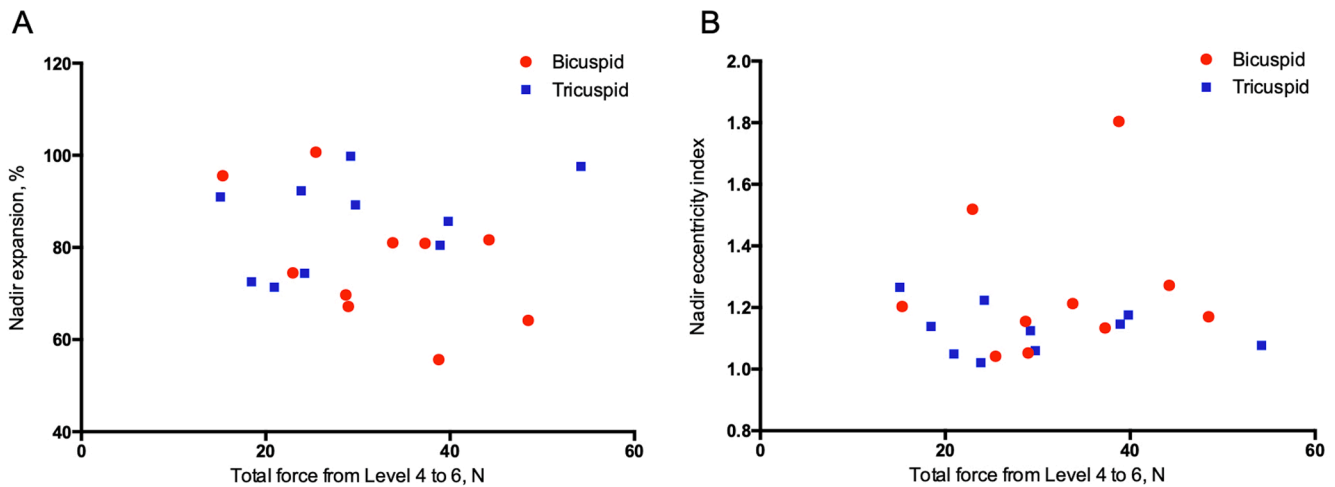 A
Bicuspid
Tricuspid
120
100
80
60
40
0
20
40
60
Nadir expansion, %
Total force from Level 4 to 6, N
B
Bicuspid
Tricuspid
2.0
1.8
1.6
1.4
1.2
1.0
0.8
0
20
40
60
Nadir eccentricity index
Total force from Level 4 to 6, N